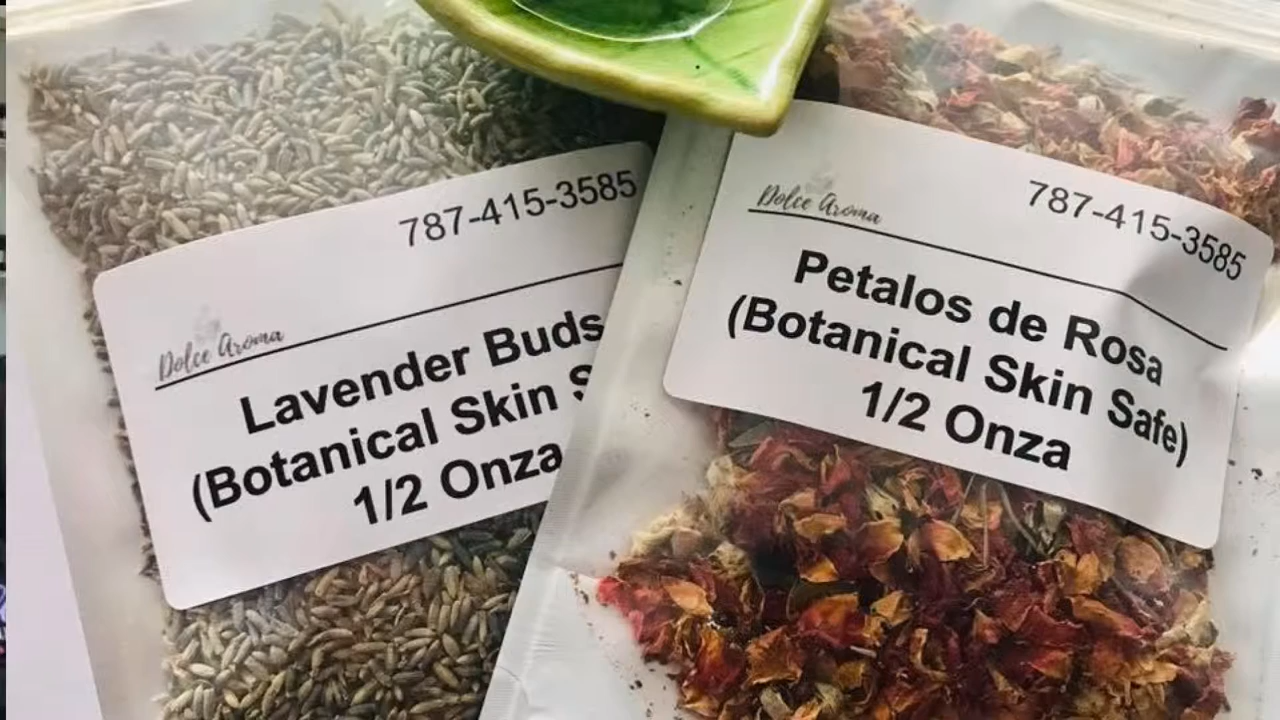 787-415-3585
Dolce Aroma
Lavender Buds
(Botanical Skin S
1/2 Onza
787-415-3585
Dolce Aroma
Petalos de Rosa
(Botanical Skin Safe)
1/2 Onza